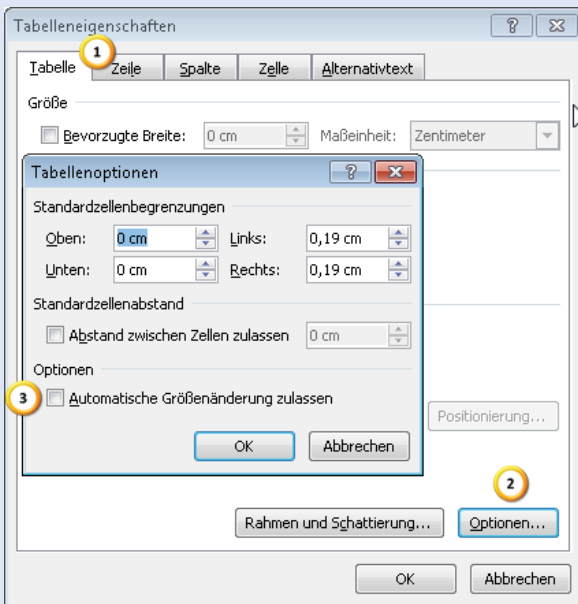 Tabelleneigenschaften
1
Tabelle Zeile Spalte Zelle Alternativtext
Größe
Bevorzugte Breite: 0 cm Maßeinheit: Zentimeter
Tabellenoptionen
Standardzellenbegrenzungen
Oben: 0 cm Links: 0,19 cm
Unten: 0 cm Rechts: 0,19 cm
Standardzellenabstand
Abstand zwischen Zellen zulassen 0 cm
Optionen
3 Automatische Größenänderung zulassen
Positionierung...
OK Abbrechen
2
Rahmen und Schattierung... Optionen...
OK Abbrechen